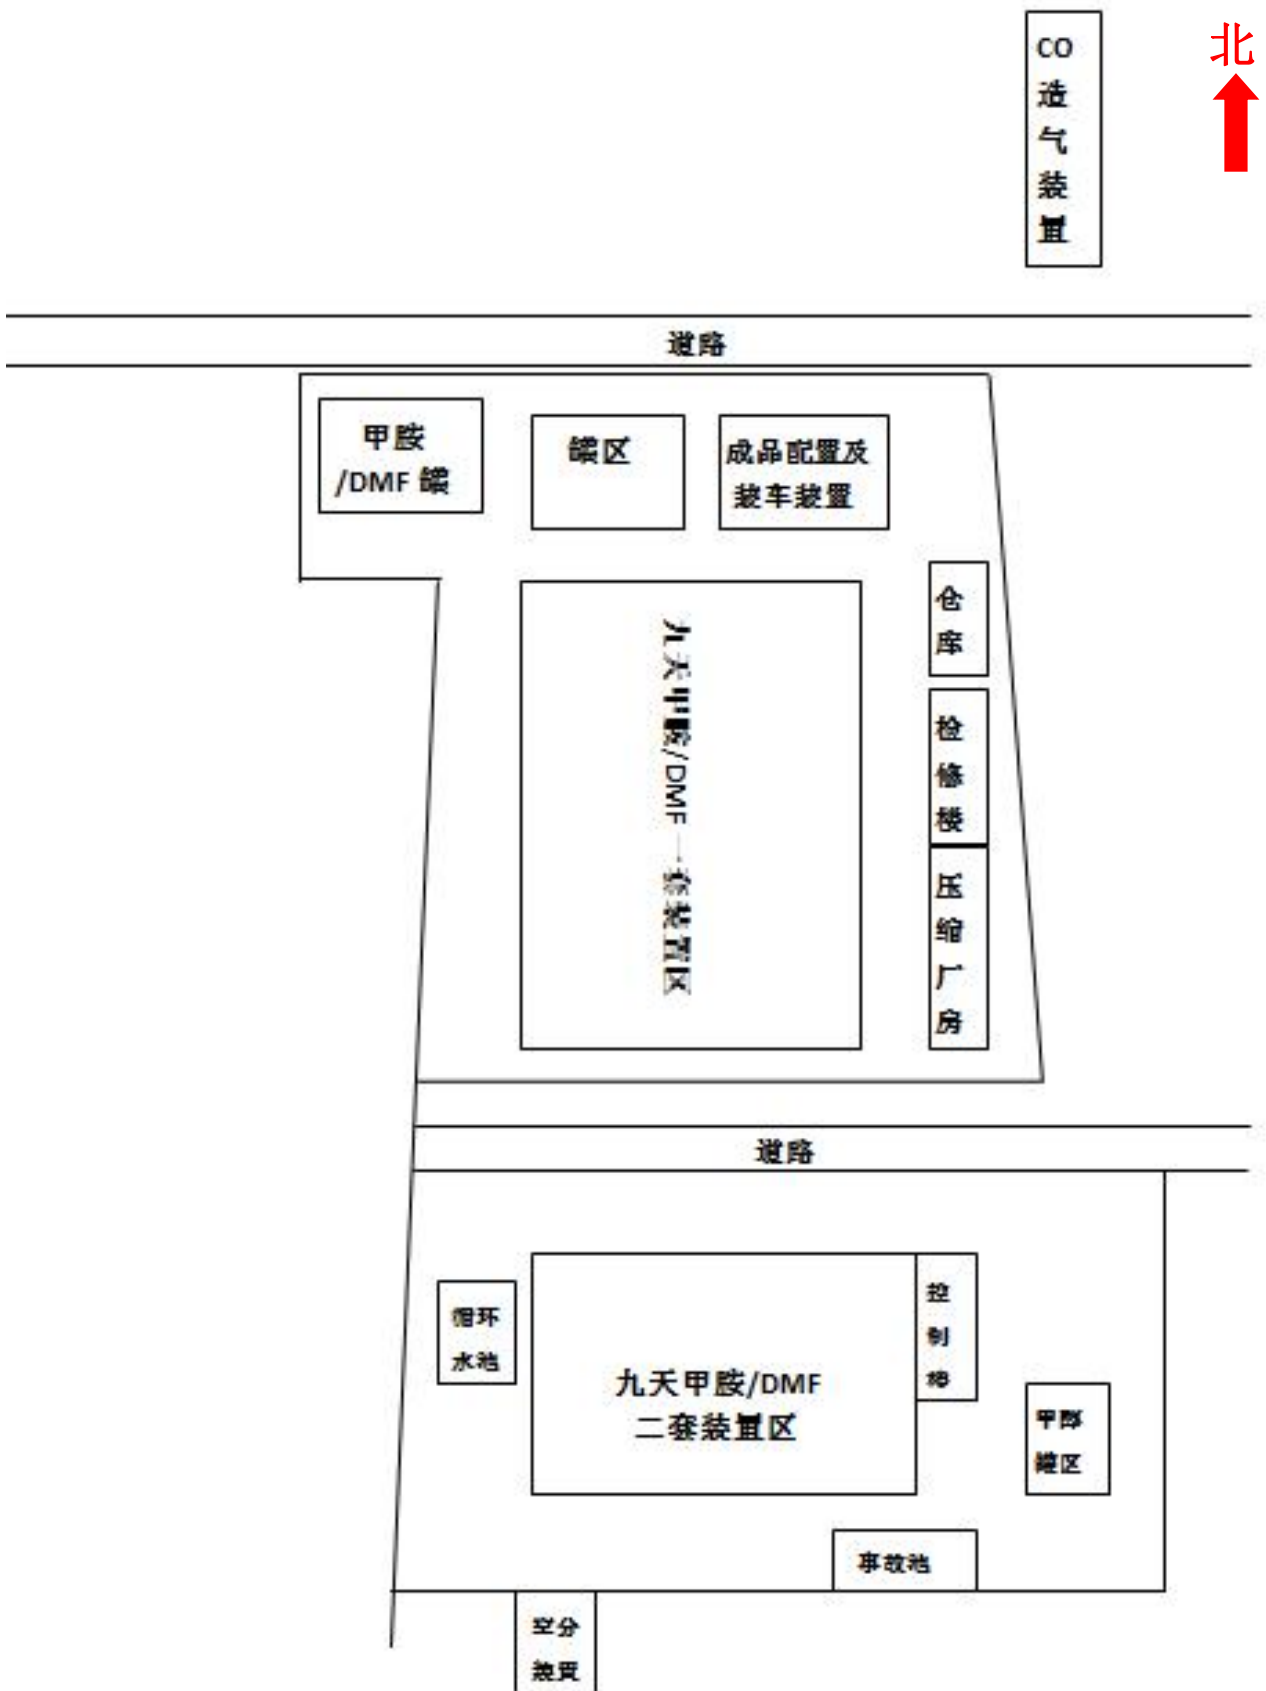 北
CO
造
气
装
置
道路
甲胺
/DMF 罐
罐区
成品配置及
装车装置
仓
库
九天甲胺/DMF 一套装置区
检
修
楼
压
缩
厂
房
道路
循环
水池
九天甲胺/DMF
二套装置区
控
制
楼
甲醇
罐区
事故池
空分
装置